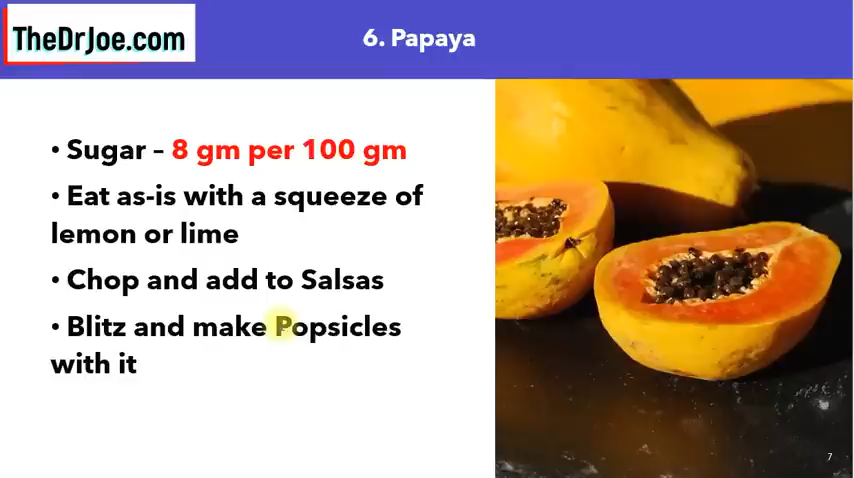 TheDrJoe.com
6. Papaya
• Sugar – 8 gm per 100 gm
• Eat as-is with a squeeze of
lemon or lime
• Chop and add to Salsas
• Blitz and make Popsicles
with it
7